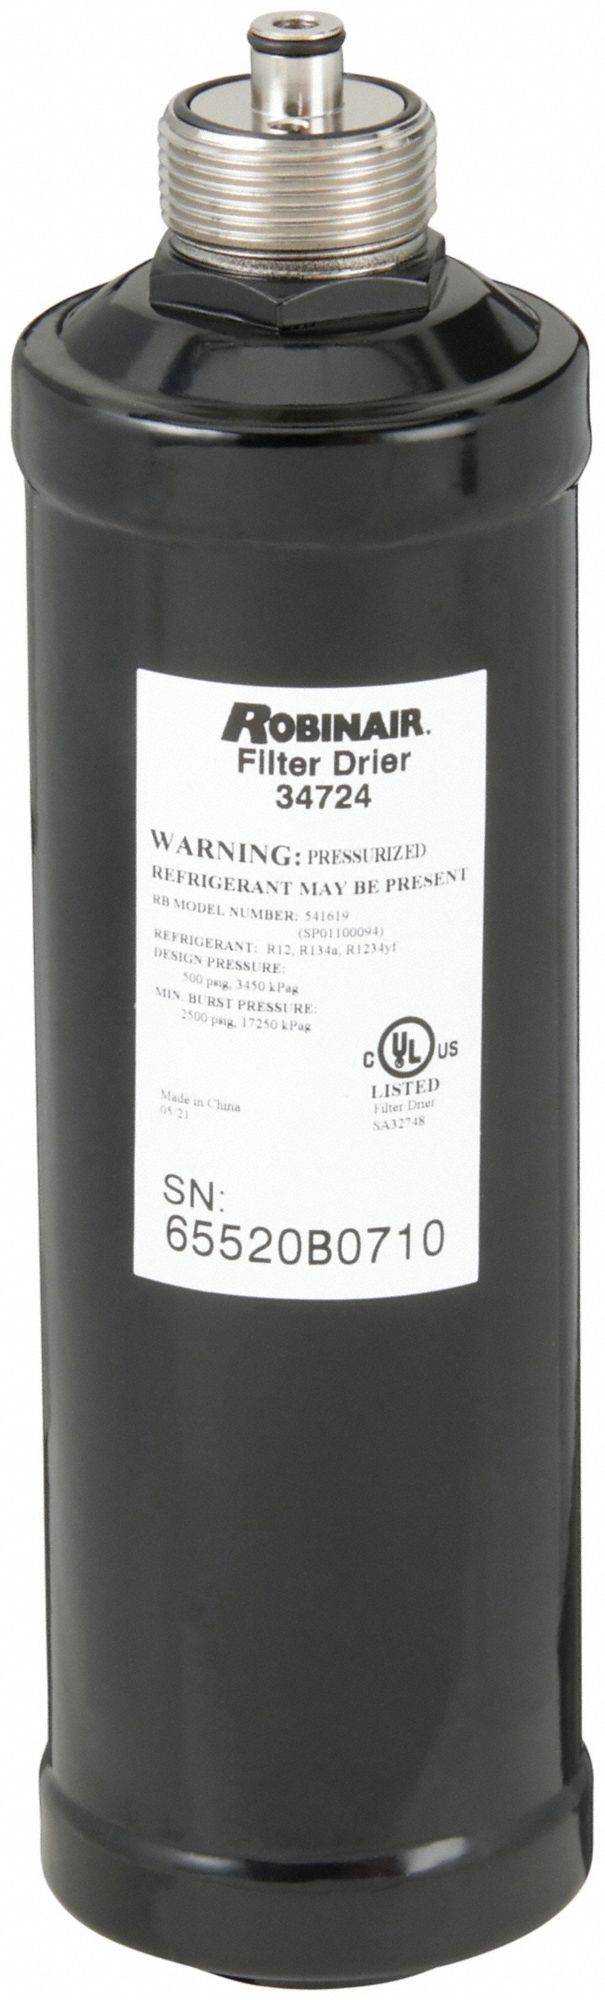 ROBINAIR.
Filter Drier
34724
WARNING: PRESSURIZED
REFRIGERANT MAY BE PRESENT
RB MODEL NUMBER: 541619
(SP01100094)
REFRIGERANT: R12, R134a, R1234yf
DESIGN PRESSURE:
500 psig, 3450 kPag
MIN. BURST PRESSURE:
2500 psig, 17250 kPag
C UL US
LISTED
Filter Drier
SA32748
Made in China
05/21
SN:
65520B0710